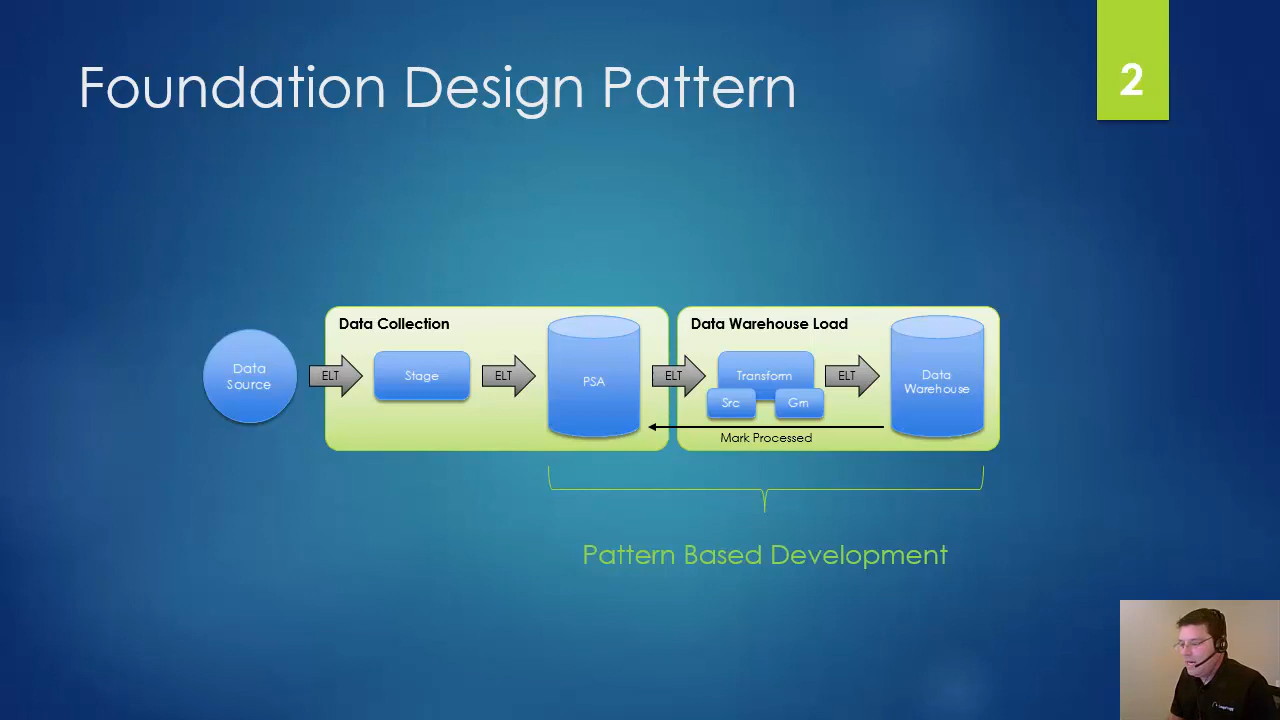 Foundation Design Pattern
2
Data Collection
Data Warehouse Load
Data
Source
ELT
Stage
ELT
PSA
ELT
Transform
Src
Gm
ELT
Data
Warehouse
Mark Processed
Pattern Based Development